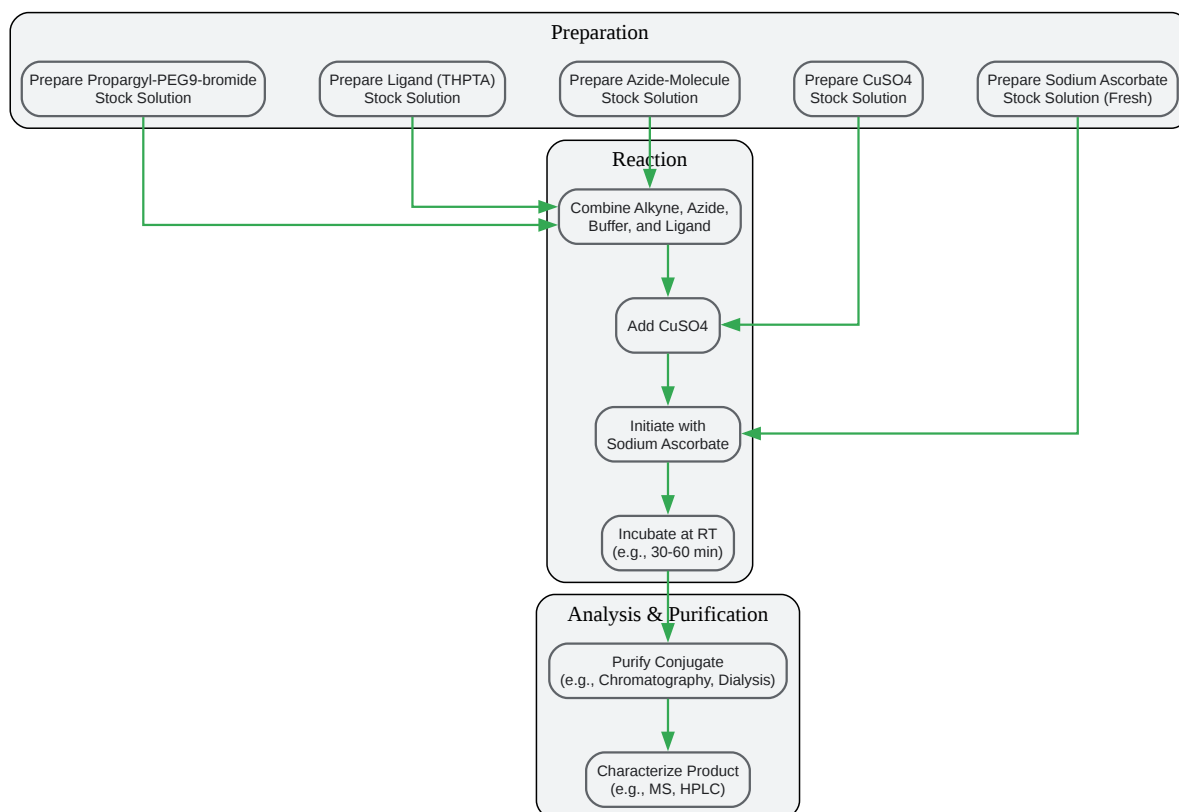 Preparation
Prepare Propargyl-PEG9-bromide
Stock Solution
Prepare Ligand (THPTA)
Stock Solution
Prepare Azide-Molecule
Stock Solution
Prepare CuSO4
Stock Solution
Prepare Sodium Ascorbate
Stock Solution (Fresh)
Reaction
Combine Alkyne, Azide,
Buffer, and Ligand
Add CuSO4
Initiate with
Sodium Ascorbate
Incubate at RT
(e.g., 30-60 min)
Analysis & Purification
Purify Conjugate
(e.g., Chromatography, Dialysis)
Characterize Product
(e.g., MS, HPLC)